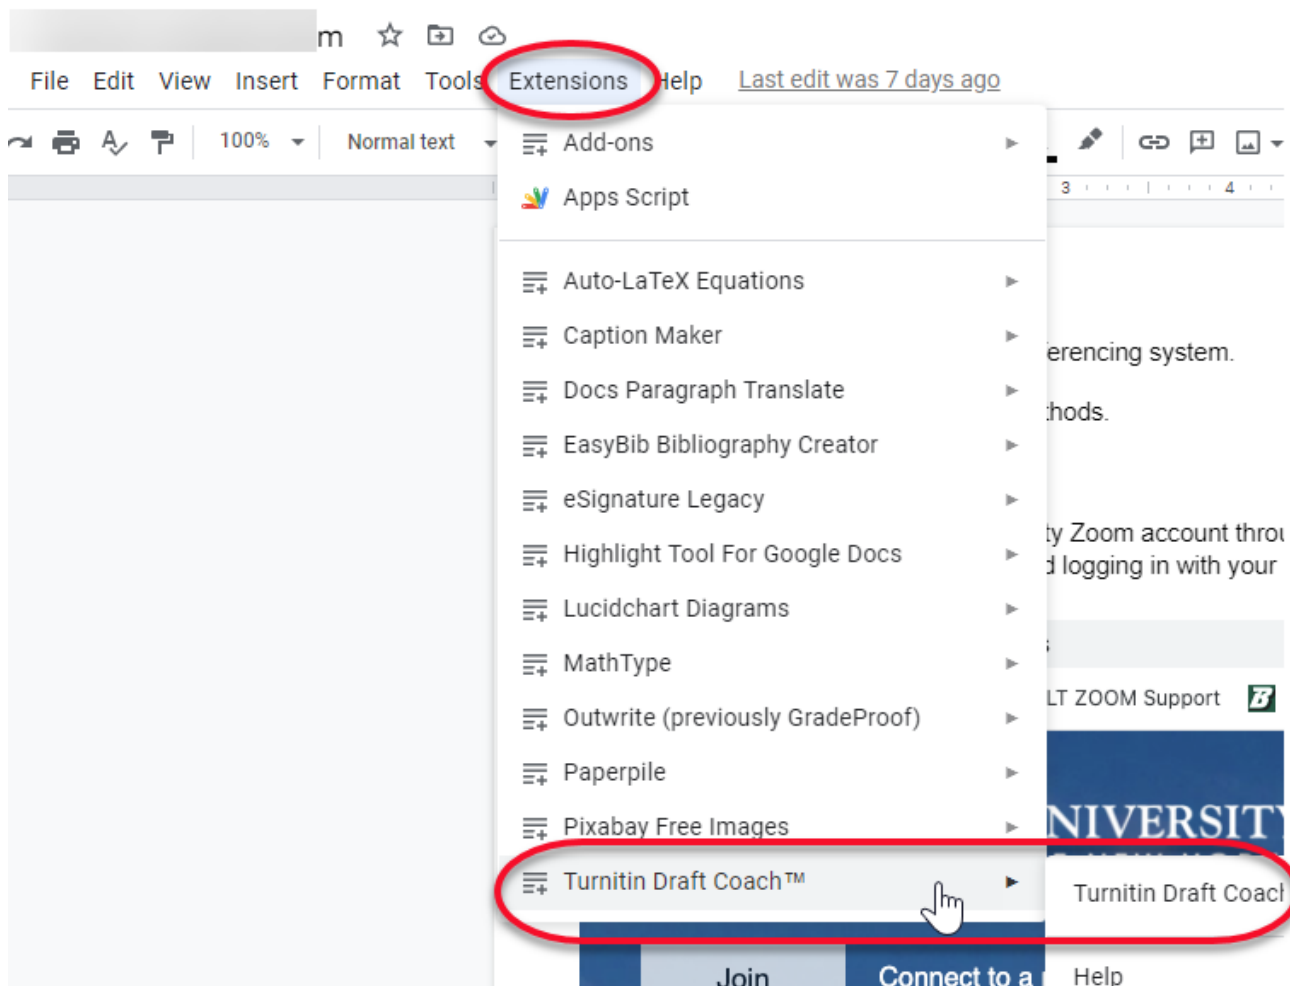 m
File Edit View Insert Format Tools Extensions Help Last edit was 7 days ago
100% Normal text
3 4
Add-ons
Apps Script
Auto-LaTeX Equations
Caption Maker
erencing system.
Docs Paragraph Translate
thods.
EasyBib Bibliography Creator
eSignature Legacy
ty Zoom account throu
Highlight Tool For Google Docs
d logging in with your
Lucidchart Diagrams
s
MathType
LT ZOOM Support B
Outwrite (previously GradeProof)
Paperpile
Pixabay Free Images
NIVERSITY
Turnitin Draft Coach™
Turnitin Draft Coach
Join Connect to a
Help